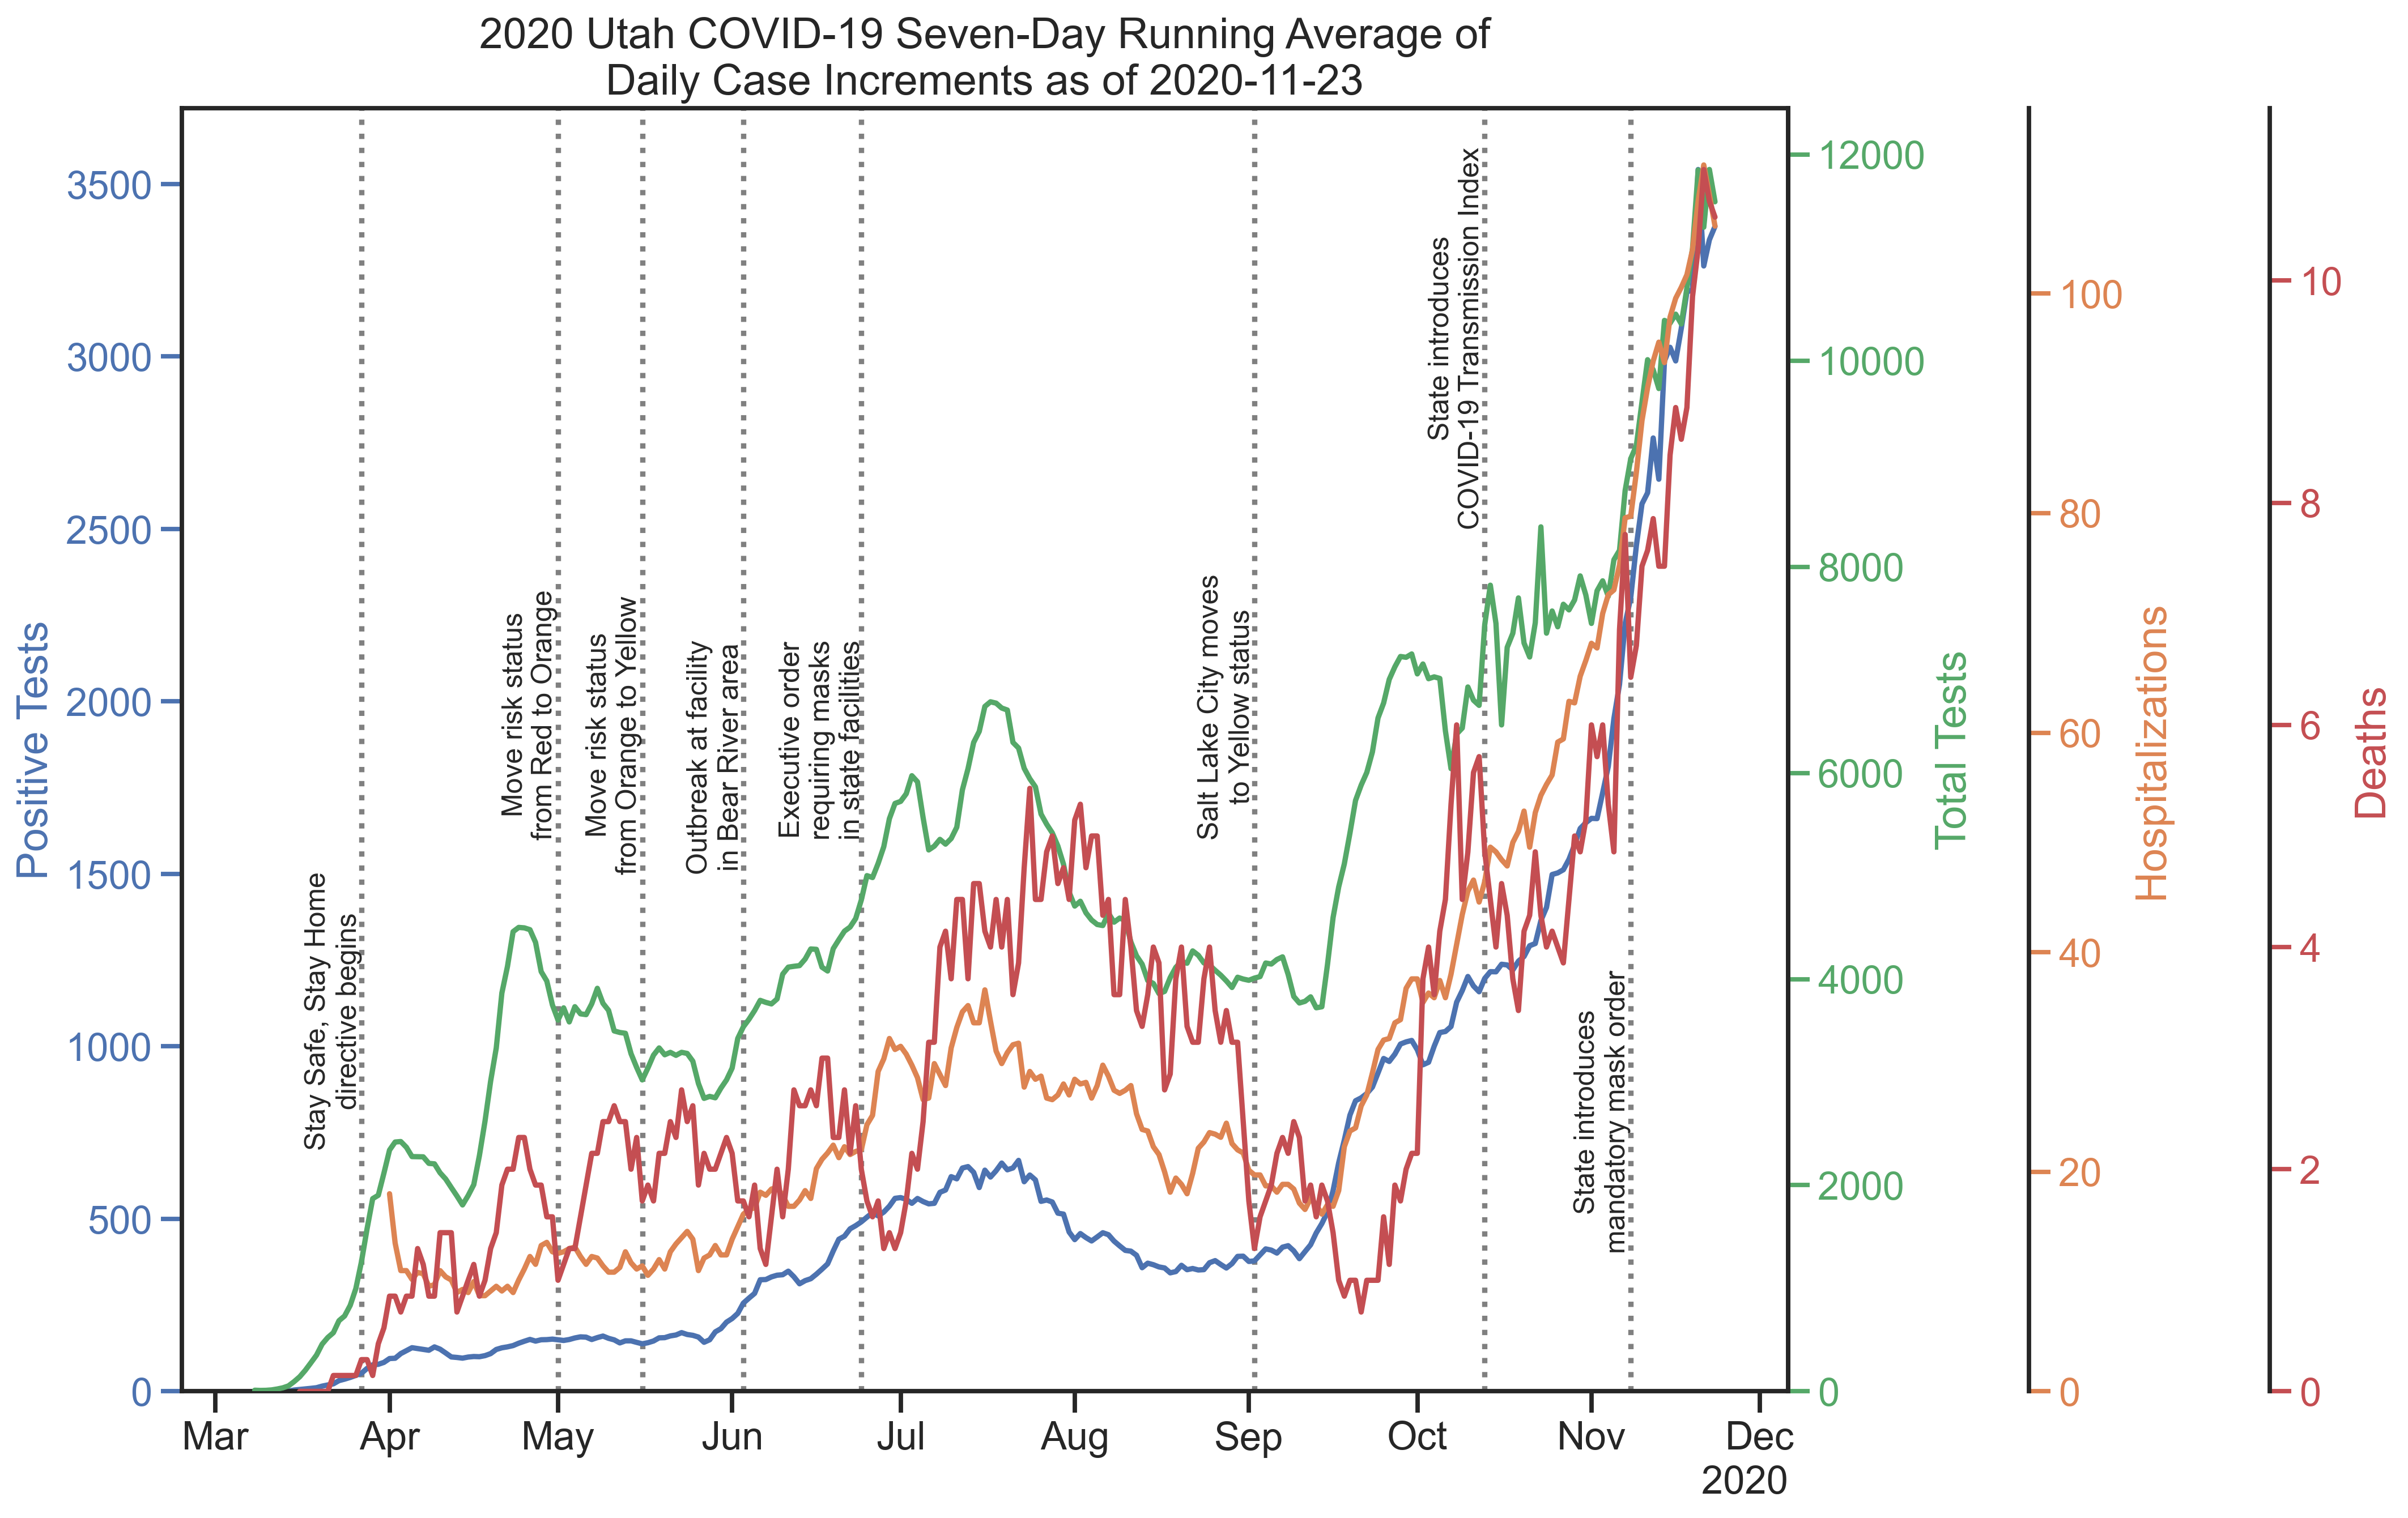 2020 Utah COVID-19 Seven-Day Running Average of
Daily Case Increments as of 2020-11-23
Positive Tests
3500
3000
2500
2000
1500
1000
500
0
Stay Safe, Stay Home
directive begins
Move risk status
from Red to Orange
Move risk status
from Orange to Yellow
Outbreak at facility
in Bear River area
Executive order
requiring masks
in state facilities
Salt Lake City moves
to Yellow status
State introduces
COVID-19 Transmission Index
State introduces
mandatory mask order
12000
10000
8000
6000
4000
2000
0
Total Tests
100
80
60
40
20
0
Hospitalizations
10
8
6
4
2
0
Deaths
Mar Apr May Jun Jul Aug Sep Oct Nov Dec
2020